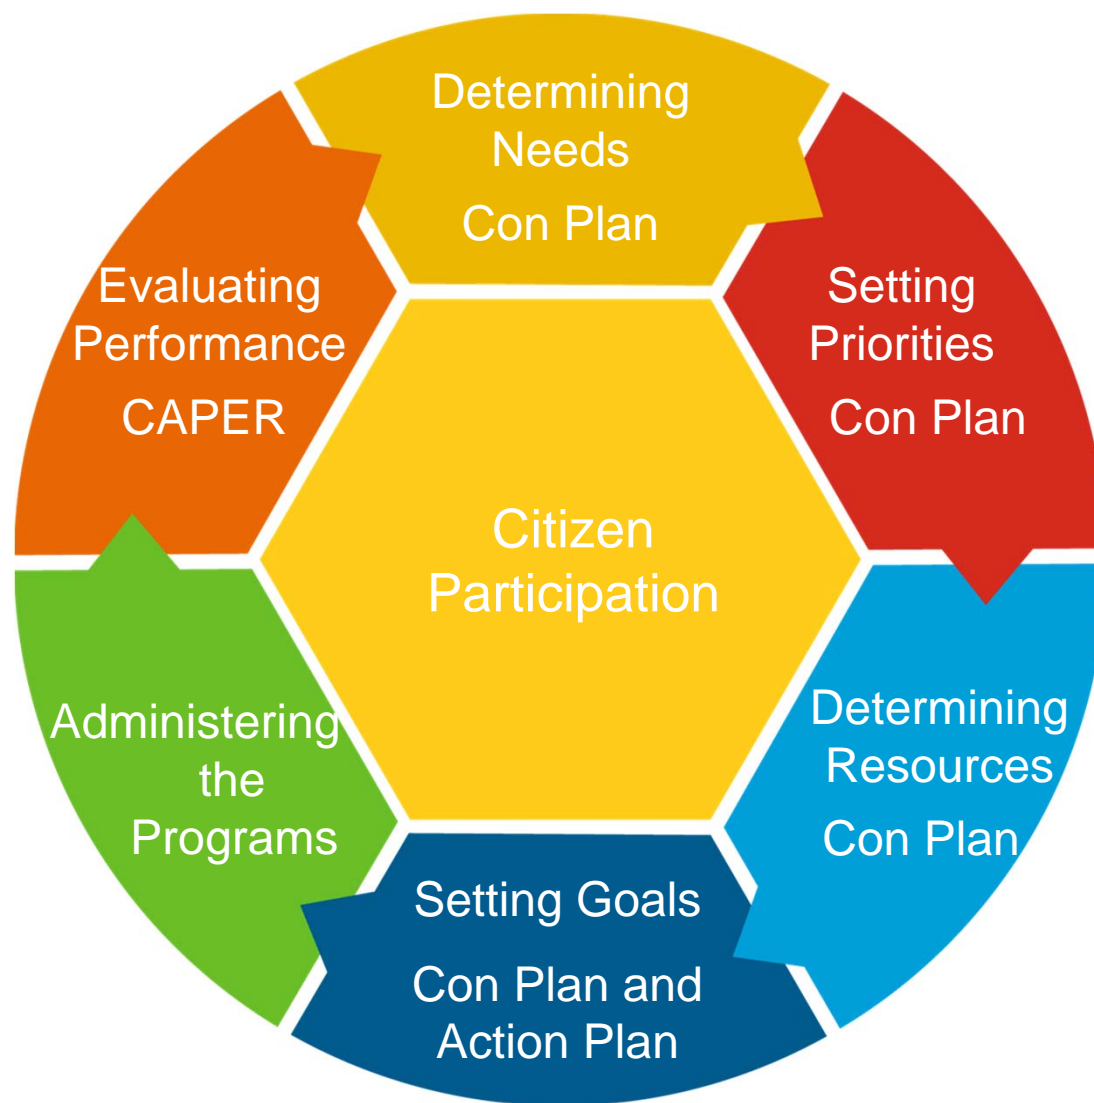 Determining
Needs
Con Plan
Setting
Priorities
Con Plan
Determining
Resources
Con Plan
Setting Goals
Con Plan and
Action Plan
Administering
the
Programs
Evaluating
Performance
CAPER
Citizen
Participation